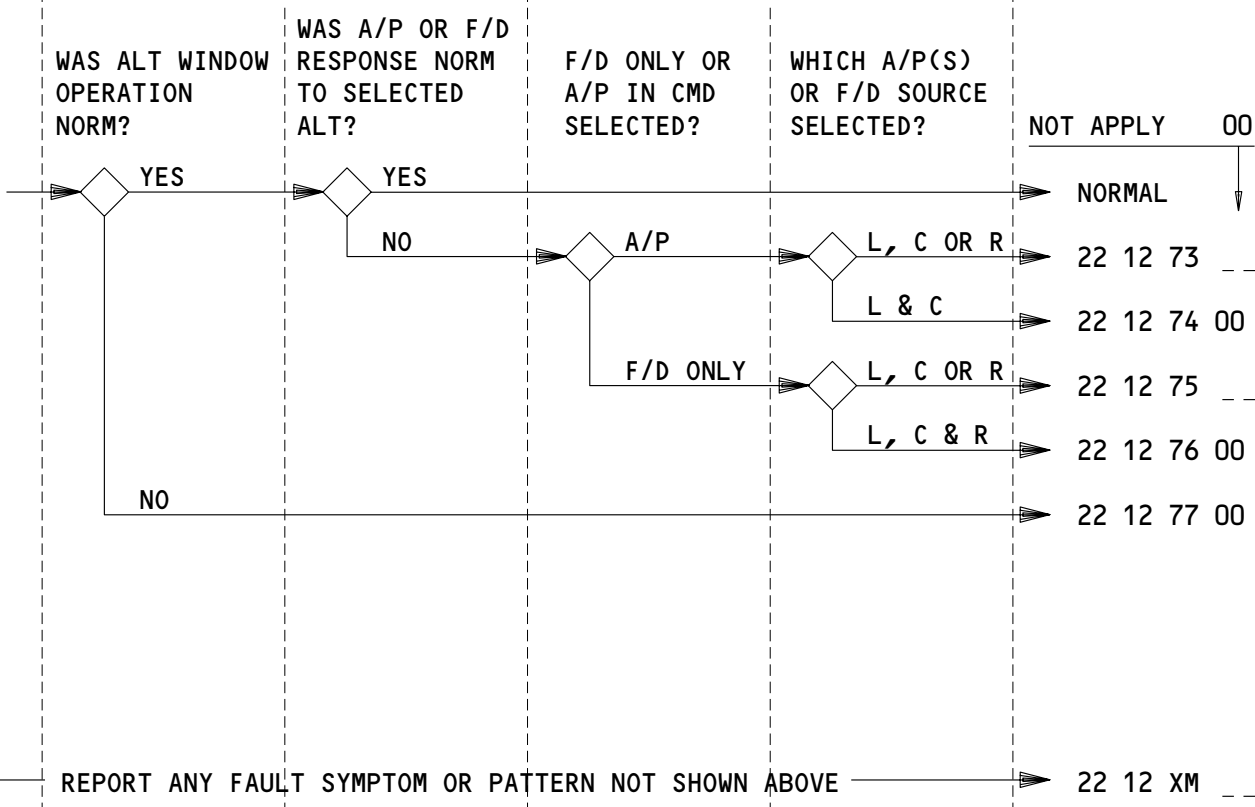 WAS ALT WINDOW
OPERATION
NORM?
WAS A/P OR F/D
RESPONSE NORM
TO SELECTED
ALT?
F/D ONLY OR
A/P IN CMD
SELECTED?
WHICH A/P(S)
OR F/D SOURCE
SELECTED?
NOT APPLY 00
YES
YES
NORMAL
NO
A/P
L, C OR R
22 12 73 _ _
L & C
22 12 74 00
F/D ONLY
L, C OR R
22 12 75 _ _
L, C & R
22 12 76 00
NO
22 12 77 00
REPORT ANY FAULT SYMPTOM OR PATTERN NOT SHOWN ABOVE
22 12 XM _ _